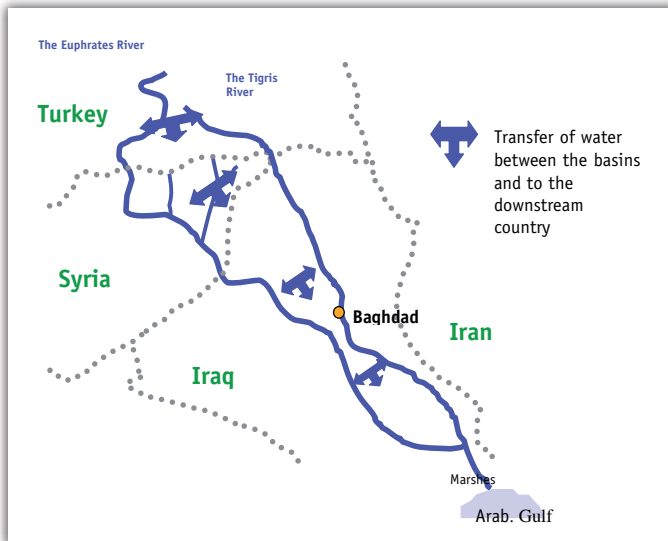 The Euphrates River
The Tigris
River
Turkey
Transfer of water
between the basins
and to the
downstream
country
Syria
Baghdad
Iran
Iraq
Marshes
Arab. Gulf